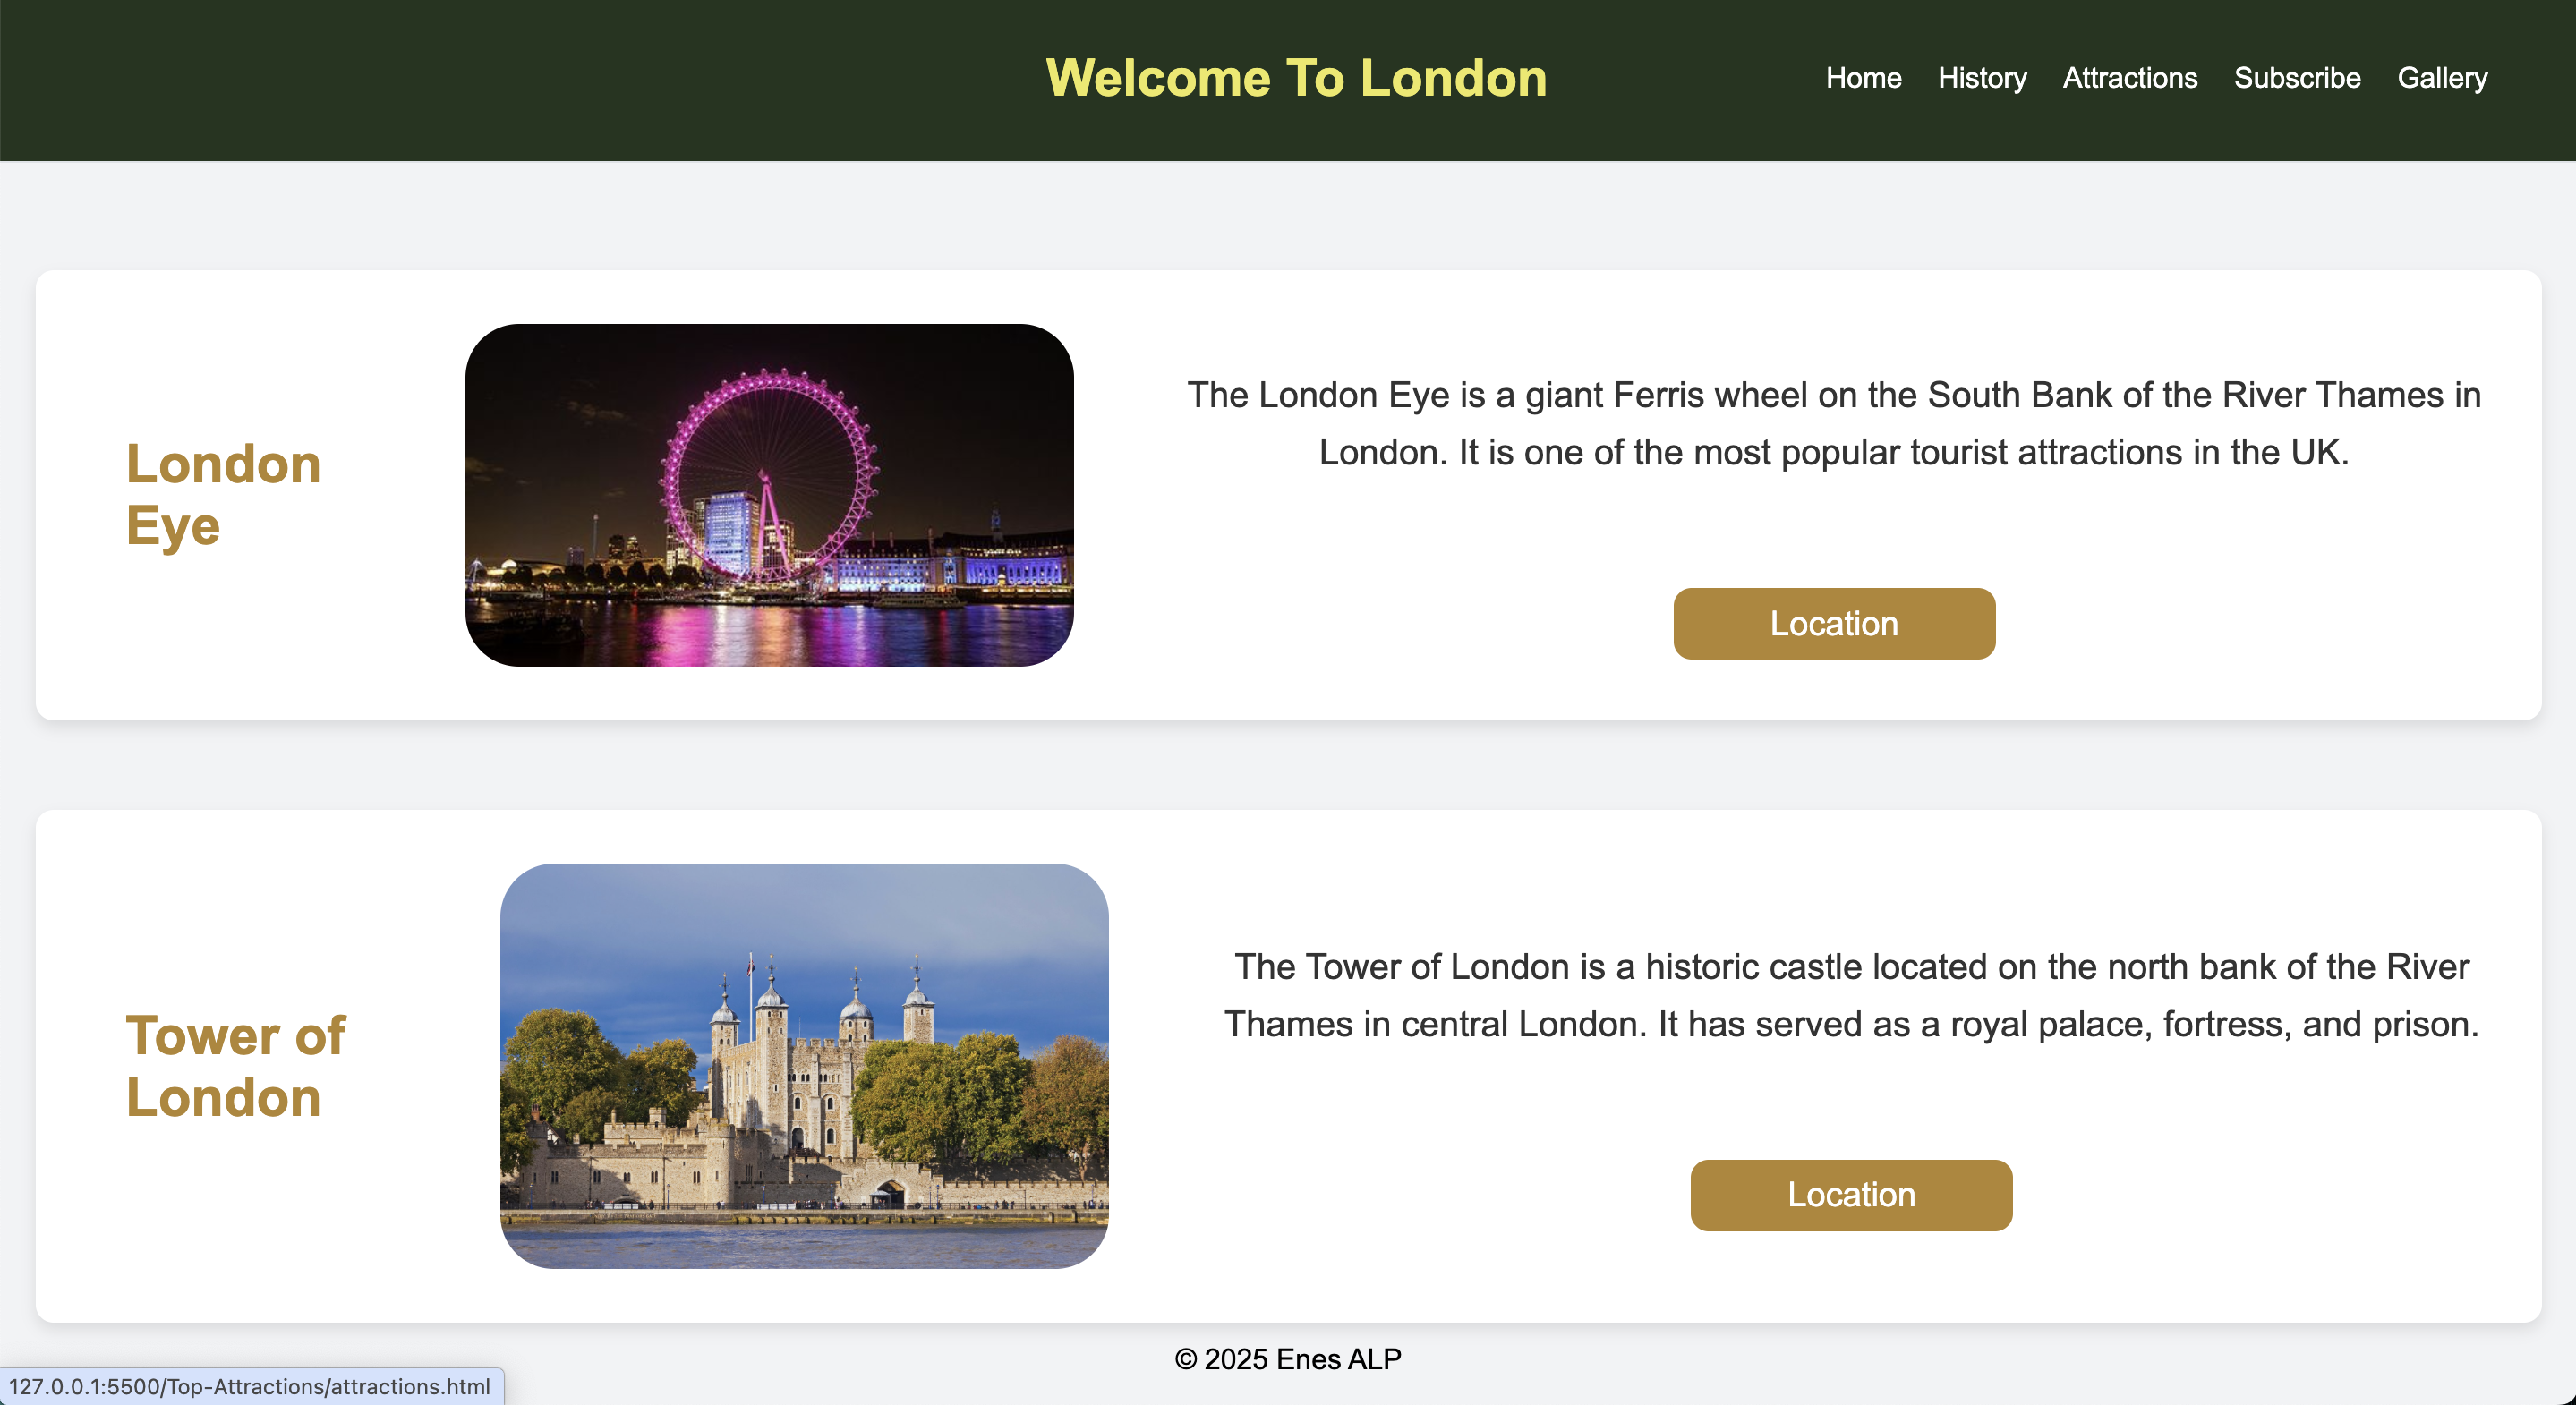 Welcome To London
Home History Attractions Subscribe Gallery
London
Eye
The London Eye is a giant Ferris wheel on the South Bank of the River Thames in
London. It is one of the most popular tourist attractions in the UK.
Location
Tower of
London
The Tower of London is a historic castle located on the north bank of the River
Thames in central London. It has served as a royal palace, fortress, and prison.
Location
© 2025 Enes ALP
127.0.0.1:5500/Top-Attractions/attractions.html